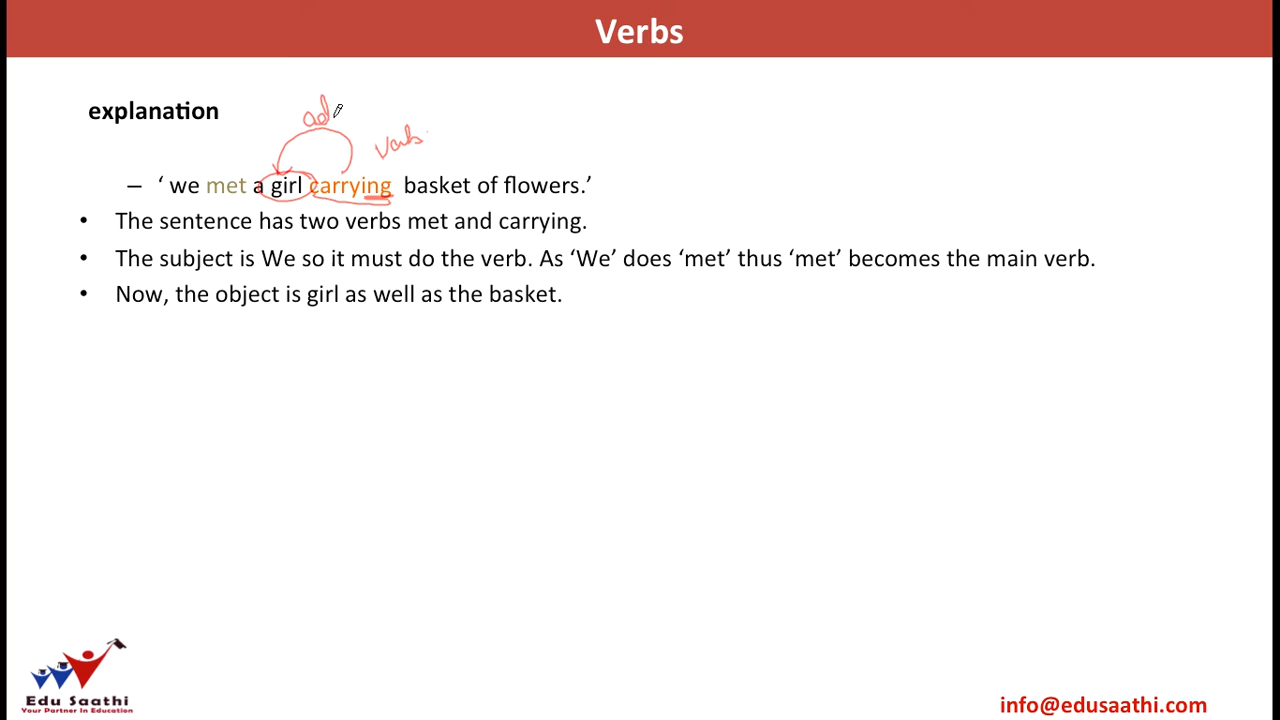 Verbs
explanation
ad
verb
– ‘ we met a girl carrying basket of flowers.’
• The sentence has two verbs met and carrying.
• The subject is We so it must do the verb. As ‘We’ does ‘met’ thus ‘met’ becomes the main verb.
• Now, the object is girl as well as the basket.
Edu Saathi
Your Partner In Education
info@edusaathi.com